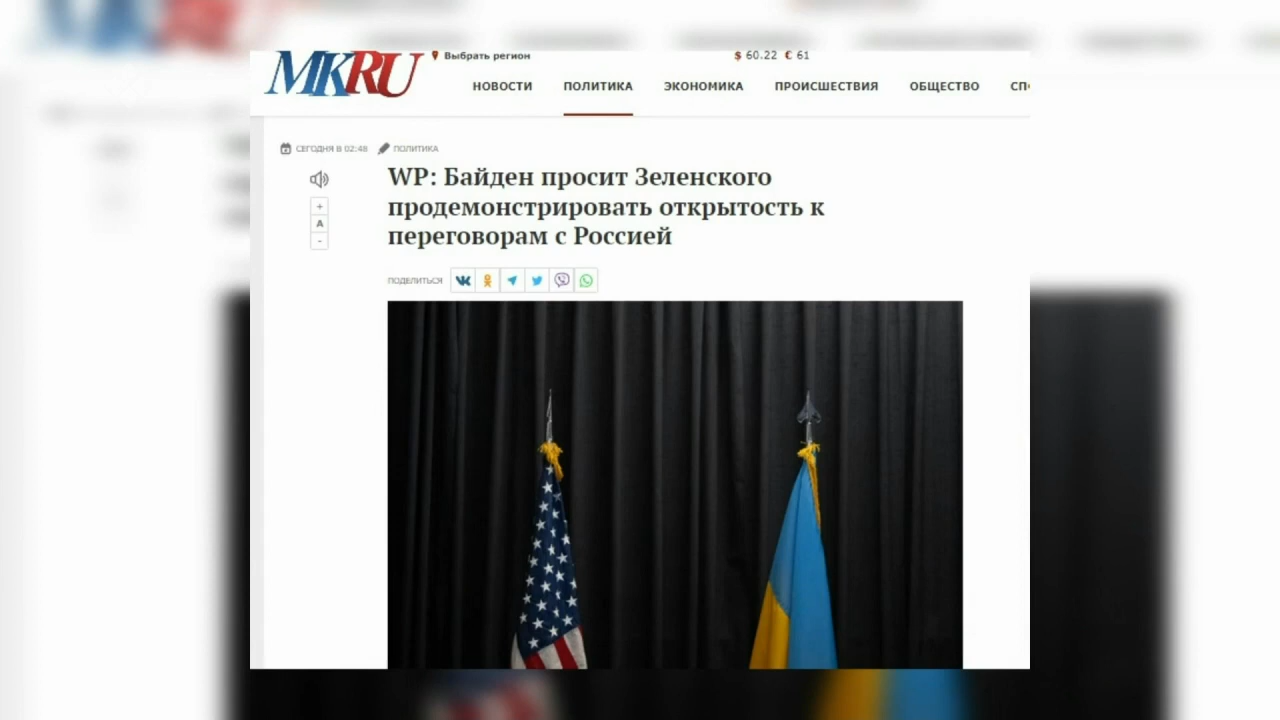 MKRU
Выбрать регион
$ 60.22 € 61
НОВОСТИ ПОЛИТИКА ЭКОНОМИКА ПРОИСШЕСТВИЯ ОБЩЕСТВО СП
СЕГОДНЯ В 02:48 ПОЛИТИКА
WP: Байден просит Зеленского
продемонстрировать открытость к
переговорам с Россией
+
A
-
ПОДЕЛИТЬСЯ